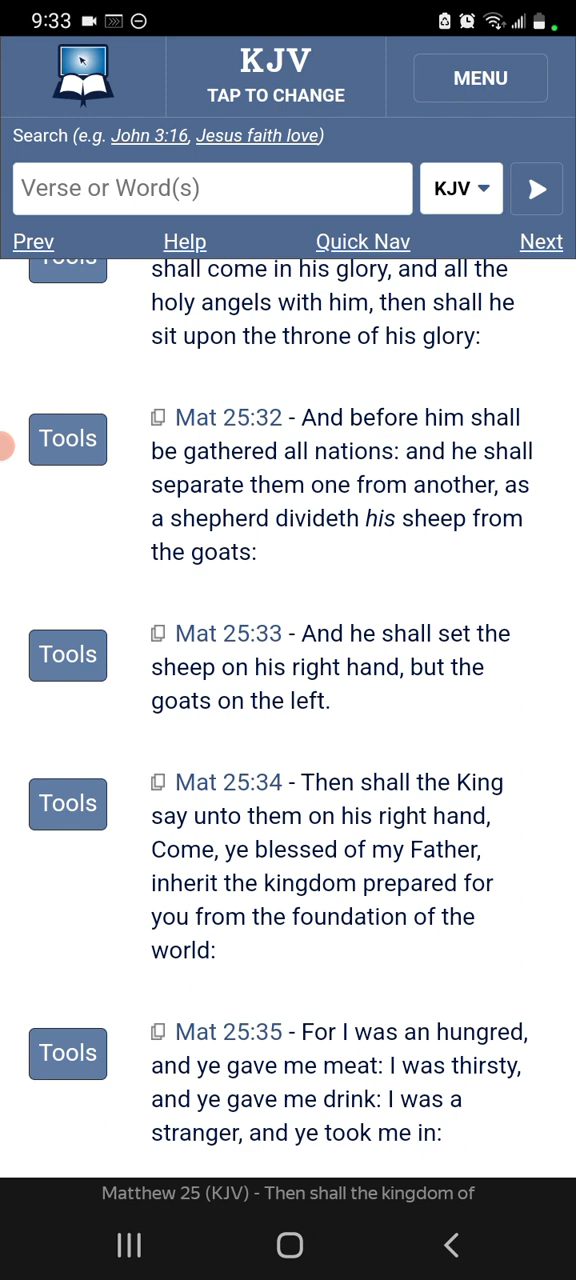 9:33
KJV
TAP TO CHANGE
MENU
Search (e.g. John 3:16, Jesus faith love)
Verse or Word(s)
KJV
Prev
Help
Quick Nav
Next
Tools
shall come in his glory, and all the
holy angels with him, then shall he
sit upon the throne of his glory:
Tools
Mat 25:32 - And before him shall
be gathered all nations: and he shall
separate them one from another, as
a shepherd divideth his sheep from
the goats:
Tools
Mat 25:33 - And he shall set the
sheep on his right hand, but the
goats on the left.
Tools
Mat 25:34 - Then shall the King
say unto them on his right hand,
Come, ye blessed of my Father,
inherit the kingdom prepared for
you from the foundation of the
world:
Tools
Mat 25:35 - For I was an hungred,
and ye gave me meat: I was thirsty,
and ye gave me drink: I was a
stranger, and ye took me in:
Matthew 25 (KJV) - Then shall the kingdom of